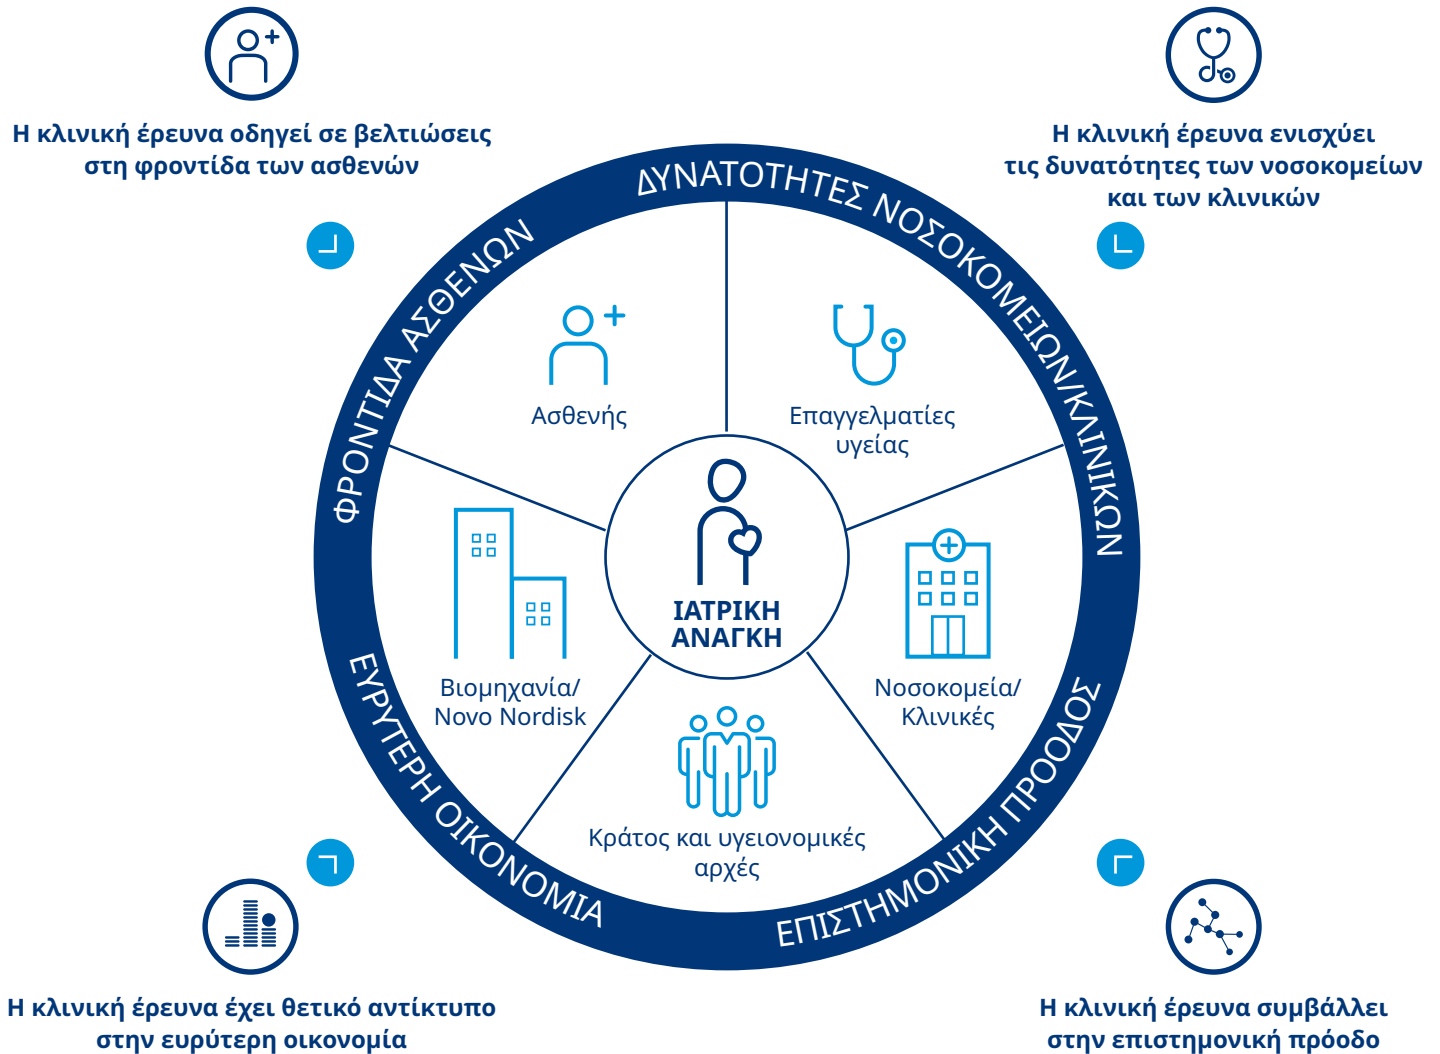 Η κλινική έρευνα οδηγεί σε βελτιώσεις
στη φροντίδα των ασθενών
Η κλινική έρευνα ενισχύει
τις δυνατότητες των νοσοκομείων
και των κλινικών
ΦΡΟΝΤΙΔΑ ΑΣΘΕΝΩΝ
ΔΥΝΑΤΟΤΗΤΕΣ ΝΟΣΟΚΟΜΕΙΩΝ/ΚΛΙΝΙΚΩΝ
Ασθενής
Επαγγελματίες
υγείας
ΙΑΤΡΙΚΗ
ΑΝΑΓΚΗ
Βιομηχανία/
Novo Nordisk
Νοσοκομεία/
Κλινικές
Κράτος και υγειονομικές
αρχές
ΕΥΡΥΤΕΡΗ ΟΙΚΟΝΟΜΙΑ
ΕΠΙΣΤΗΜΟΝΙΚΗ ΠΡΟΟΔΟΣ
Η κλινική έρευνα έχει θετικό αντίκτυπο
στην ευρύτερη οικονομία
Η κλινική έρευνα συμβάλλει
στην επιστημονική πρόοδο